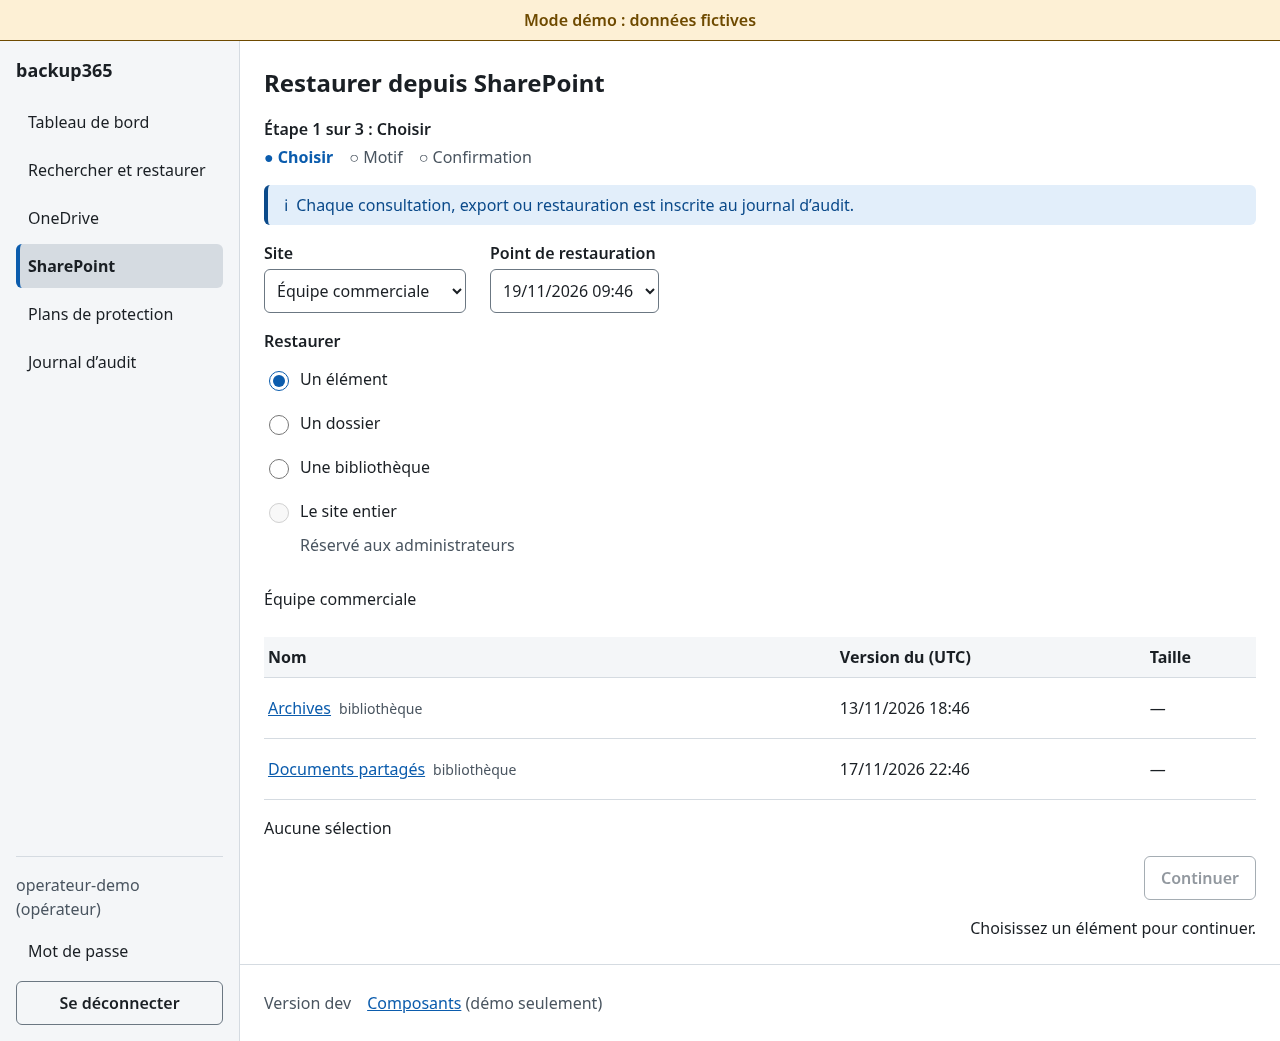 Mode démo : données fictives
backup365
Tableau de bord
Rechercher et restaurer
OneDrive
SharePoint
Plans de protection
Journal d’audit
operateur-demo
(opérateur)
Mot de passe
Se déconnecter
Restaurer depuis SharePoint
Étape 1 sur 3 : Choisir
● Choisir ○ Motif ○ Confirmation
i Chaque consultation, export ou restauration est inscrite au journal d’audit.
Site Point de restauration
Équipe commerciale 19/11/2026 09:46
Restaurer
Un élément
Un dossier
Une bibliothèque
Le site entier
Réservé aux administrateurs
Équipe commerciale
Nom Version du (UTC) Taille
Archives bibliothèque 13/11/2026 18:46 —
Documents partagés bibliothèque 17/11/2026 22:46 —
Aucune sélection
Continuer
Choisissez un élément pour continuer.
Version dev Composants (démo seulement)